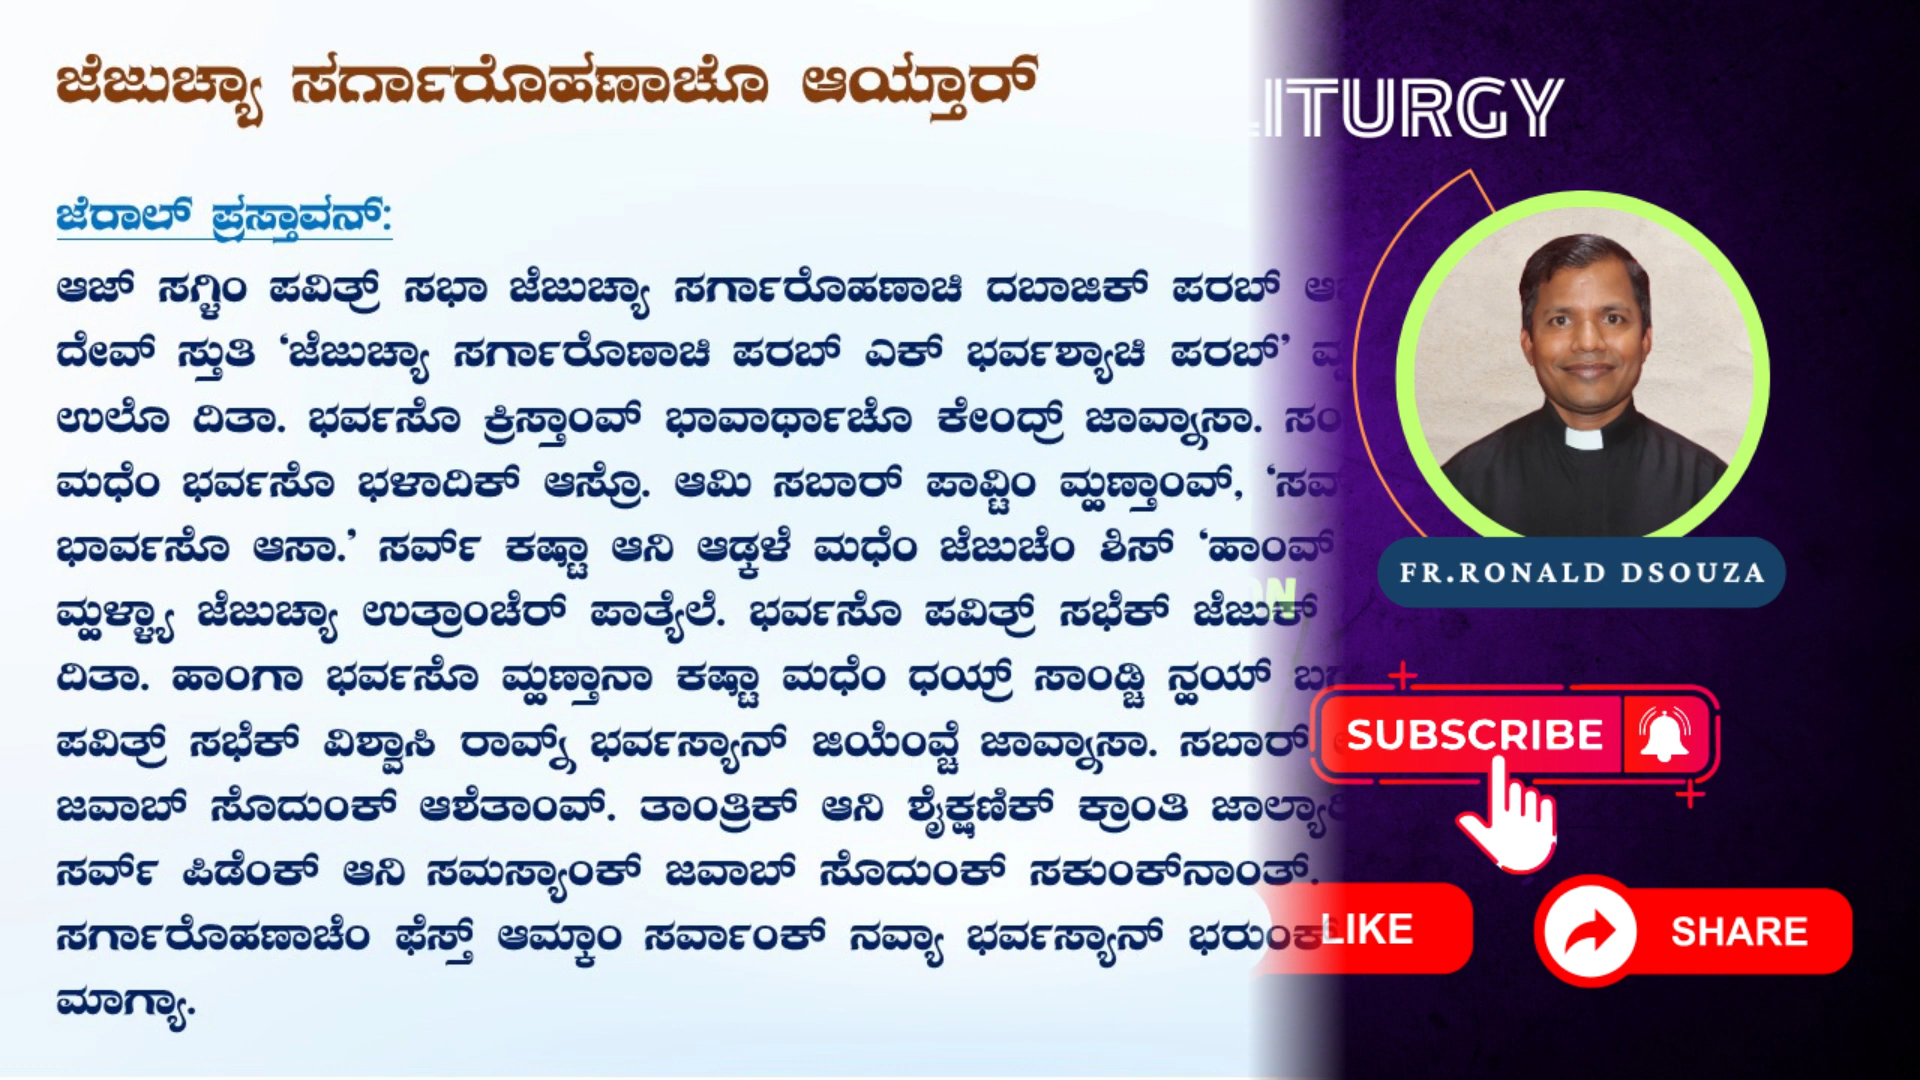 ಜೆಜುಚ್ಯಾ ಸರ್ಗಾರೊಹಣಾಚೊ ಆಯ್ತಾರ್
LITURGY
ಜೆರಾಲ್ ಪ್ರಸ್ತಾವನ್:
ಆಜ್ ಸಗ್ಳಿಂ ಪವಿತ್ರ್ ಸಭಾ ಜೆಜುಚ್ಯಾ ಸರ್ಗಾರೊಹಣಾಚಿ ದಬಾಜಿಕ್ ಪರಬ್
ದೇವ್ ಸ್ತುತಿ ‘ಜೆಜುಚ್ಯಾ ಸರ್ಗಾರೊಣಾಚಿ ಪರಬ್ ಎಕ್ ಭರ್ವಶ್ಯಾಚಿ ಪರಬ್’
ಉಲೊ ದಿತಾ. ಭರ್ವಸೊ ಕ್ರಿಸ್ತಾಂವ್ ಭಾವಾರ್ಥಾಚೊ ಕೇಂದ್ರ್ ಜಾವ್ನಾಸಾ.
ಮಧೆಂ ಭರ್ವಸೊ ಭಳಾದಿಕ್ ಆಸ್ರೊ. ಆಮಿ ಸಬಾರ್ ಪಾವ್ಟಿಂ ಮ್ಹಣ್ತಾಂವ್,
ಭಾರ್ವಸೊ ಆಸಾ.’ ಸರ್ವ್ ಕಷ್ಟಾ ಆನಿ ಆಢ್ಕಳೆ ಮಧೆಂ ಜೆಜುಚೆಂ ಶಿಸ್ ‘ಹಾಂವ್
ಮ್ಹಳ್ಳ್ಯಾ ಜೆಜುಚ್ಯಾ ಉತ್ರಾಂಚೆರ್ ಪಾತ್ಯೆಲೆ. ಭರ್ವಸೊ ಪವಿತ್ರ್ ಸಭೆಕ್ ಜೆಜುಕ್
ದಿತಾ. ಹಾಂಗಾ ಭರ್ವಸೊ ಮ್ಹಣ್ತಾನಾ ಕಷ್ಟಾ ಮಧೆಂ ಧಯ್ರ್ ಸಾಂಡ್ಚಿ ನ್ಹಯ್
ಪವಿತ್ರ್ ಸಭೆಕ್ ವಿಶ್ವಾಸಿ ರಾವ್ನ್ ಭರ್ವಸ್ಯಾನ್ ಜಿಯೆಂವ್ಚೆ ಜಾವ್ನಾಸಾ. ಸಬಾರ್
ಜವಾಬ್ ಸೊದುಂಕ್ ಆಶೆತಾಂವ್. ತಾಂತ್ರಿಕ್ ಆನಿ ಶೈಕ್ಷಣಿಕ್ ಕ್ರಾಂತಿ
ಸರ್ವ್ ಪಿಡೆಂಕ್ ಆನಿ ಸಮಸ್ಯಾಂಕ್ ಜವಾಬ್ ಸೊದುಂಕ್ ಸಕುಂಕ್‌ನಾಂತ್.
ಸರ್ಗಾರೊಹಣಾಚೆಂ ಫೆಸ್ತ್ ಆಮ್ಕಾಂ ಸರ್ವಾಂಕ್ ನವ್ಯಾ ಭರ್ವಸ್ಯಾನ್ ಭರುಂಕ್
ಮಾಗ್ಯಾ.
FR.RONALD DSOUZA
SUBSCRIBE
LIKE
SHARE